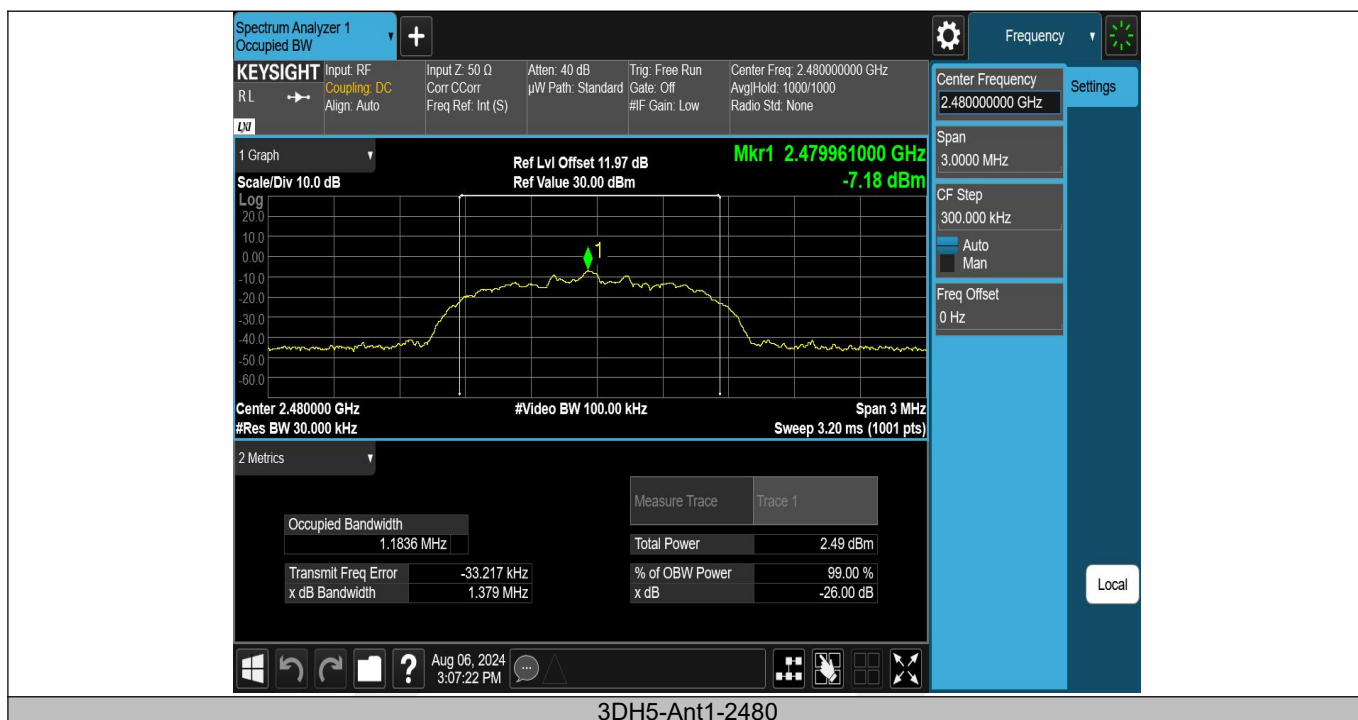 Spectrum Analyzer 1
Occupied BW
+
Frequency
KEYSIGHT
R L
LXI
Input: RF
Coupling: DC
Align: Auto
Input Z: 50 Ω
Corr CCorr
Freq Ref: Int (S)
Atten: 40 dB
µW Path: Standard
Trig: Free Run
Gate: Off
#IF Gain: Low
Center Freq: 2.480000000 GHz
Avg|Hold: 1000/1000
Radio Std: None
Center Frequency
2.480000000 GHz
Settings
Span
3.0000 MHz
CF Step
300.000 kHz
Auto
Man
Freq Offset
0 Hz
Local
1 Graph
Scale/Div 10.0 dB
Ref Lvl Offset 11.97 dB
Ref Value 30.00 dBm
Mkr1 2.479961000 GHz
-7.18 dBm
Log
20.0
10.0
0.00
-10.0
-20.0
-30.0
-40.0
-50.0
-60.0
1
Center 2.480000 GHz
#Video BW 100.00 kHz
Span 3 MHz
#Res BW 30.000 kHz
Sweep 3.20 ms (1001 pts)
2 Metrics
Measure Trace
Trace 1
Occupied Bandwidth
1.1836 MHz
Total Power
2.49 dBm
Transmit Freq Error
-33.217 kHz
% of OBW Power
99.00 %
x dB Bandwidth
1.379 MHz
x dB
-26.00 dB
?
Aug 06, 2024
3:07:22 PM
3DH5-Ant1-2480